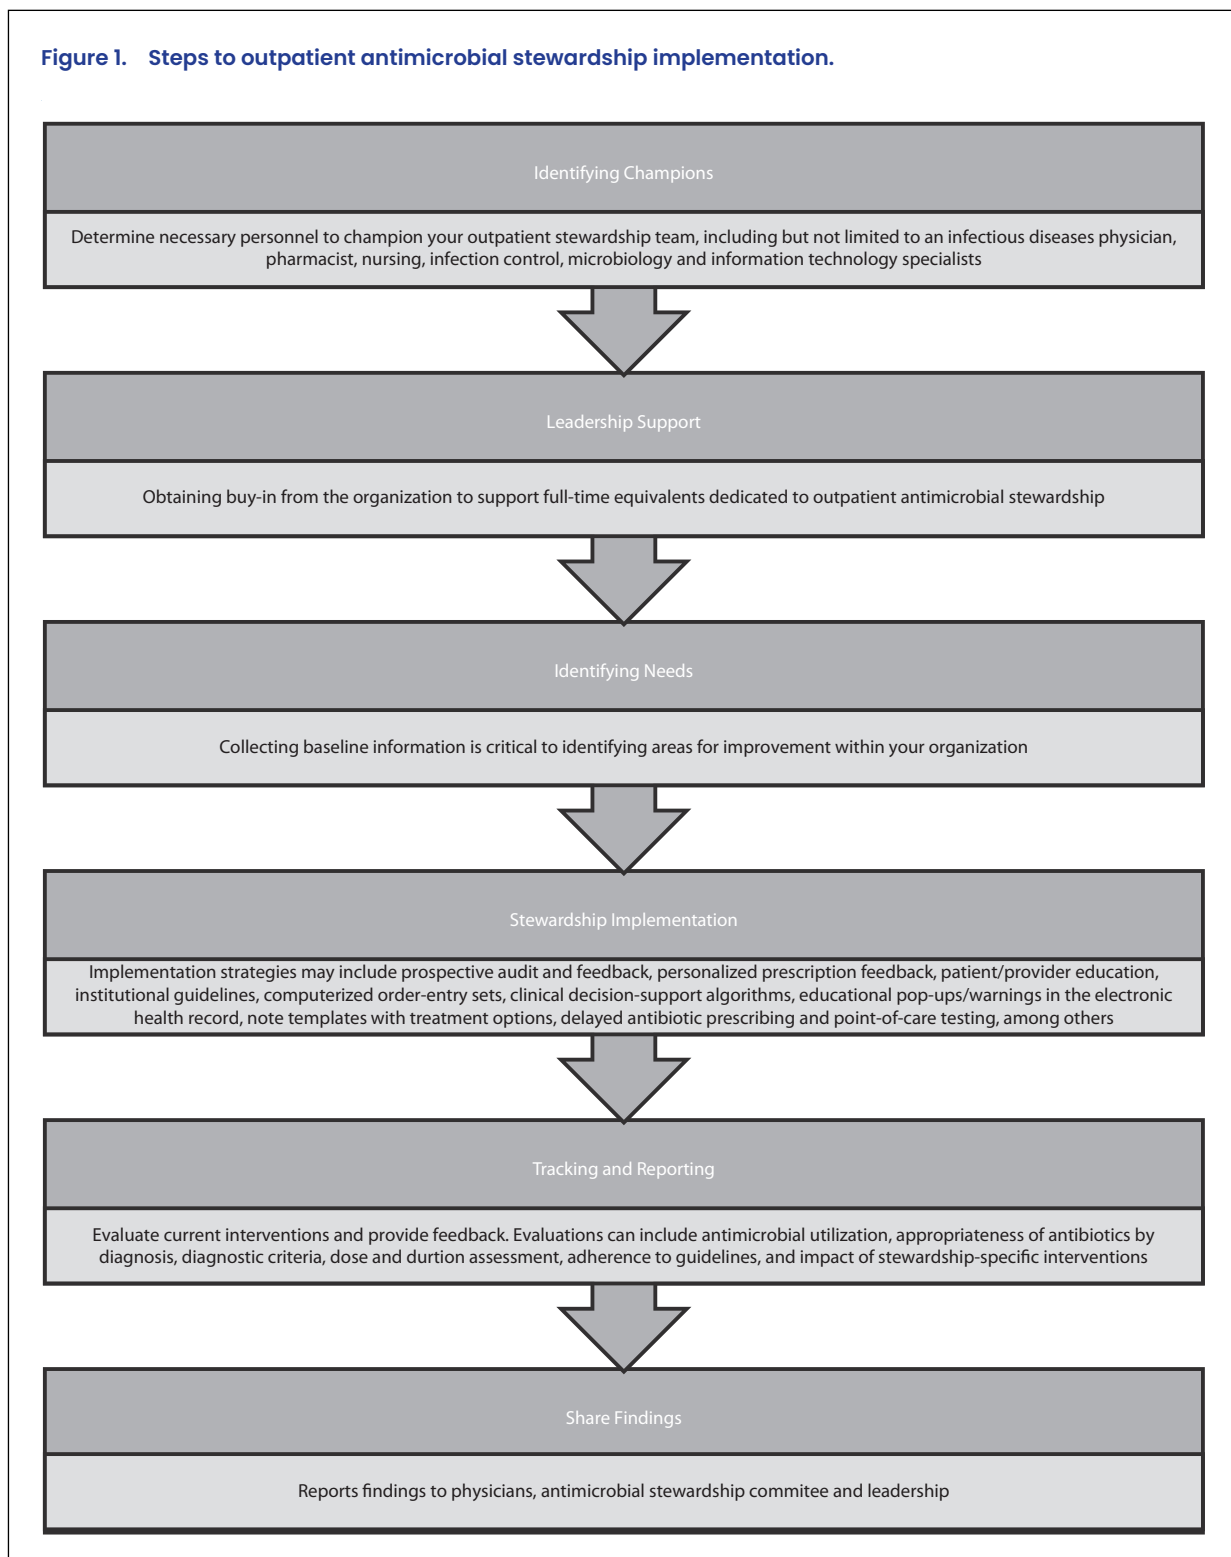 Figure 1. Steps to outpatient antimicrobial stewardship implementation.
Identifying Champions
Determine necessary personnel to champion your outpatient stewardship team, including but not limited to an infectious diseases physician,
pharmacist, nursing, infection control, microbiology and information technology specialists
Leadership Support
Obtaining buy-in from the organization to support full-time equivalents dedicated to outpatient antimicrobial stewardship
Identifying Needs
Collecting baseline information is critical to identifying areas for improvement within your organization
Stewardship Implementation
Implementation strategies may include prospective audit and feedback, personalized prescription feedback, patient/provider education,
institutional guidelines, computerized order-entry sets, clinical decision-support algorithms, educational pop-ups/warnings in the electronic
health record, note templates with treatment options, delayed antibiotic prescribing and point-of-care testing, among others
Tracking and Reporting
Evaluate current interventions and provide feedback. Evaluations can include antimicrobial utilization, appropriateness of antibiotics by
diagnosis, diagnostic criteria, dose and durtion assessment, adherence to guidelines, and impact of stewardship-specific interventions
Share Findings
Reports findings to physicians, antimicrobial stewardship commitee and leadership